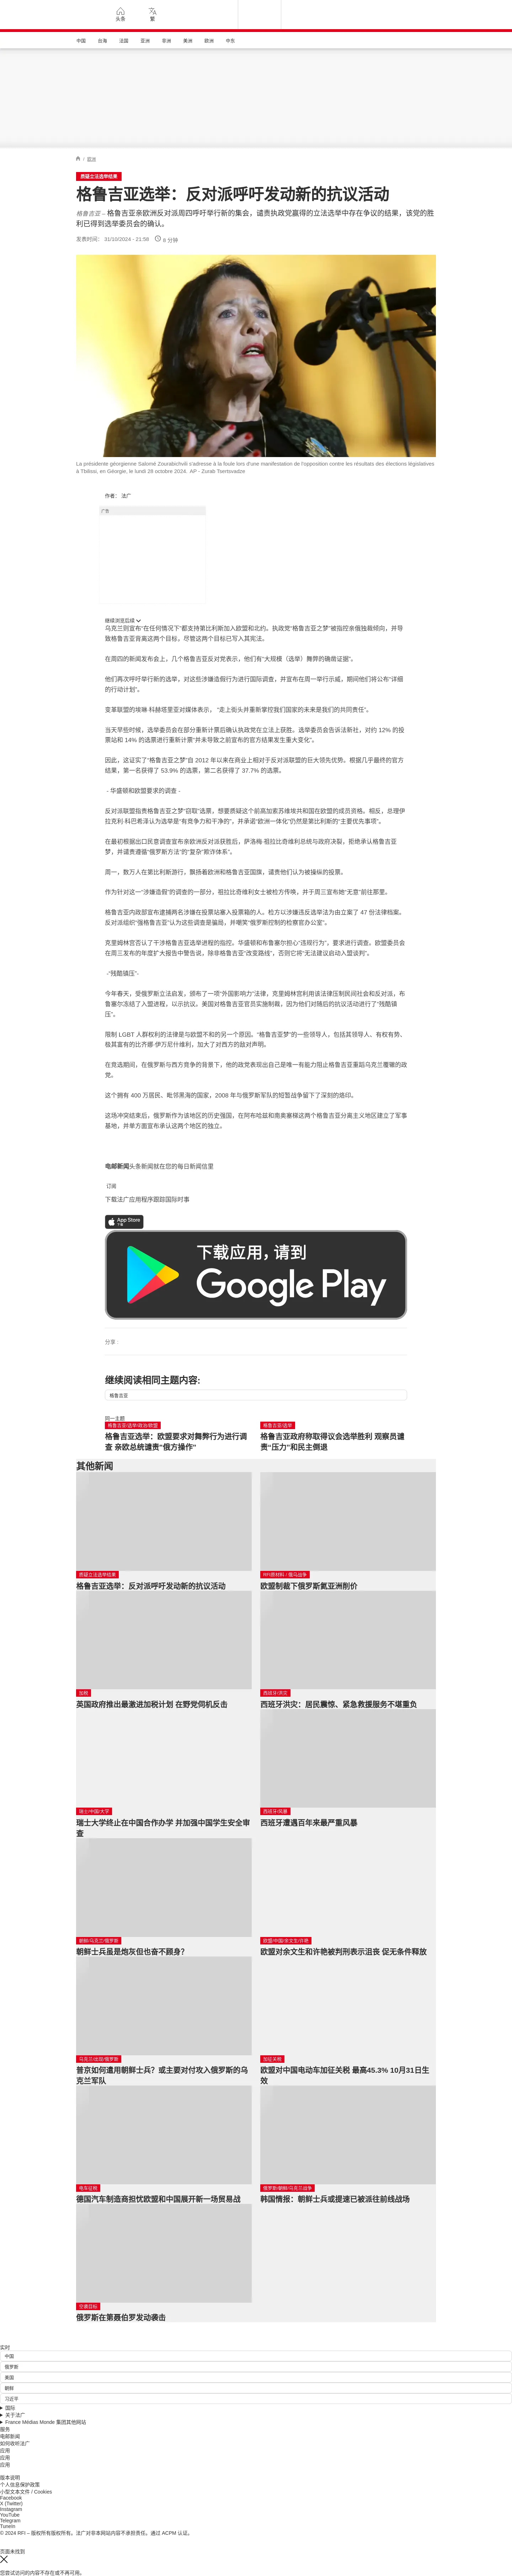 头条
繁
中国
台海
法国
亚洲
非洲
美洲
欧洲
中东
/ 欧洲
质疑立法选举结果
格鲁吉亚选举：反对派呼吁发动新的抗议活动
格鲁吉亚 – 格鲁吉亚亲欧洲反对派周四呼吁举行新的集会，谴责执政党赢得的立法选举中存在争议的结果，该党的胜利已得到选举委员会的确认。
发表时间： 31/10/2024 - 21:58
8 分钟
La présidente géorgienne Salomé Zourabichvili s'adresse à la foule lors d'une manifestation de l'opposition contre les résultats des élections législatives à Tbilissi, en Géorgie, le lundi 28 octobre 2024. AP - Zurab Tsertsvadze
作者： 法广
广告
继续浏览后续
乌克兰则宣布“在任何情况下”都支持第比利斯加入欧盟和北约。执政党“格鲁吉亚之梦”被指控亲俄独裁倾向，并导致格鲁吉亚背离这两个目标，尽管这两个目标已写入其宪法。
在周四的新闻发布会上，几个格鲁吉亚反对党表示，他们有“大规模（选举）舞弊的确凿证据”。
他们再次呼吁举行新的选举，对这些涉嫌造假行为进行国际调查，并宣布在周一举行示威，期间他们将公布“详细的行动计划”。
变革联盟的埃琳·科赫塔里亚对媒体表示， “走上街头并重新掌控我们国家的未来是我们的共同责任”。
当天早些时候，选举委员会在部分重新计票后确认执政党在立法上获胜。选举委员会告诉法新社，对约 12% 的投票站和 14% 的选票进行重新计票“并未导致之前宣布的官方结果发生重大变化”。
因此，这证实了“格鲁吉亚之梦”自 2012 年以来在商业上相对于反对派联盟的巨大领先优势。根据几乎最终的官方结果，第一名获得了 53.9% 的选票，第二名获得了 37.7% 的选票。
- 华盛顿和欧盟要求的调查 -
反对派联盟指责格鲁吉亚之梦“窃取”选票，想要质疑这个前高加索苏维埃共和国在欧盟的成员资格。相反，总理伊拉克利·科巴希泽认为选举是“有竞争力和干净的”，并承诺“欧洲一体化”仍然是第比利斯的“主要优先事项”。
在最初根据出口民意调查宣布亲欧洲反对派获胜后，萨洛梅·祖拉比奇维利总统与政府决裂，拒绝承认格鲁吉亚梦，并谴责遵循“俄罗斯方法”的“复杂”欺诈体系”。
周一，数万人在第比利斯游行，飘扬着欧洲和格鲁吉亚国旗，谴责他们认为被操纵的投票。
作为针对这一“涉嫌造假”的调查的一部分，祖拉比奇维利女士被检方传唤，并于周三宣布她“无意”前往那里。
格鲁吉亚内政部宣布逮捕两名涉嫌在投票站塞入投票箱的人。检方以涉嫌违反选举法为由立案了 47 份法律档案。反对派组织“强格鲁吉亚”认为这些调查是骗局，并嘲笑“俄罗斯控制的检察官办公室”。
克里姆林宫否认了干涉格鲁吉亚选举进程的指控。华盛顿和布鲁塞尔担心“违规行为”，要求进行调查。欧盟委员会在周三发布的年度扩大报告中警告说，除非格鲁吉亚“改变路线”，否则它将“无法建议启动入盟谈判”。
-“残酷镇压”-
今年春天，受俄罗斯立法启发，颁布了一项“外国影响力”法律，克里姆林宫利用该法律压制民间社会和反对派，布鲁塞尔冻结了入盟进程，以示抗议。美国对格鲁吉亚官员实施制裁，因为他们对随后的抗议活动进行了“残酷镇压”。
限制 LGBT 人群权利的法律是与欧盟不和的另一个原因。“格鲁吉亚梦”的一些领导人，包括其领导人、有权有势、极其富有的比齐娜·伊万尼什维利，加大了对西方的敌对声明。
在竞选期间，在俄罗斯与西方竞争的背景下，他的政党表现出自己是唯一有能力阻止格鲁吉亚重蹈乌克兰覆辙的政党。
这个拥有 400 万居民、毗邻黑海的国家，2008 年与俄罗斯军队的短暂战争留下了深刻的烙印。
这场冲突结束后，俄罗斯作为该地区的历史强国，在阿布哈兹和南奥塞梯这两个格鲁吉亚分离主义地区建立了军事基地，并单方面宣布承认这两个地区的独立。
电邮新闻头条新闻就在您的每日新闻信里
订阅
下载法广应用程序跟踪国际时事
App Store
下载应用，请到
Google Play
分享 :
继续阅读相同主题内容:
格鲁吉亚
同一主题
格鲁吉亚/选举/政治/欧盟
格鲁吉亚选举：欧盟要求对舞弊行为进行调查 亲欧总统谴责“俄方操作”
格鲁吉亚/选举
格鲁吉亚政府称取得议会选举胜利 观察员谴责“压力”和民主倒退
其他新闻
质疑立法选举结果
格鲁吉亚选举：反对派呼吁发动新的抗议活动
RFI原材料 / 俄乌战争
欧盟制裁下俄罗斯氦亚洲削价
加税
英国政府推出最激进加税计划 在野党伺机反击
西班牙/洪灾
西班牙洪灾：居民震惊、紧急救援服务不堪重负
瑞士/中国/大学
瑞士大学终止在中国合作办学 并加强中国学生安全审查
西班牙/风暴
西班牙遭遇百年来最严重风暴
朝鲜/乌克兰/俄罗斯
朝鲜士兵虽是炮灰但也奋不顾身？
欧盟/中国/余文生/许艳
欧盟对余文生和许艳被判刑表示沮丧 促无条件释放
乌克兰/法国/俄罗斯
普京如何遣用朝鲜士兵？或主要对付攻入俄罗斯的乌克兰军队
加征关税
欧盟对中国电动车加征关税 最高45.3% 10月31日生效
电车征税
德国汽车制造商担忧欧盟和中国展开新一场贸易战
俄罗斯/朝鲜/乌克兰战争
韩国情报：朝鲜士兵或提速已被派往前线战场
俄罗斯在第聂伯罗发动袭击
实时
中国
俄罗斯
美国
朝鲜
习近平
国际
关于法广
France Médias Monde 集团其他网站
服务
电邮新闻
如何收听法广
应用
应用
应用
版本说明
个人信息保护政策
小型文本文件 / Cookies
Facebook
X (Twitter)
Instagram
YouTube
Telegram
TuneIn
© 2024 RFI – 版权所有版权所有。法广对非本网站内容不承担责任。通过 ACPM 认证。
页面未找到
您尝试访问的内容不存在或不再可用。